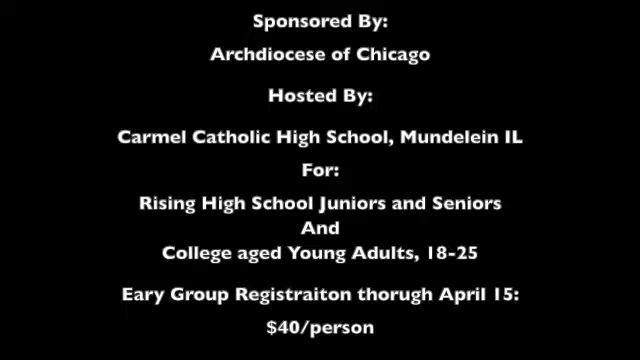 Sponsored By:
Archdiocese of Chicago
Hosted By:
Carmel Catholic High School, Mundelein IL
For:
Rising High School Juniors and Seniors
And
College aged Young Adults, 18-25
Eary Group Registraiton thorugh April 15:
$40/person